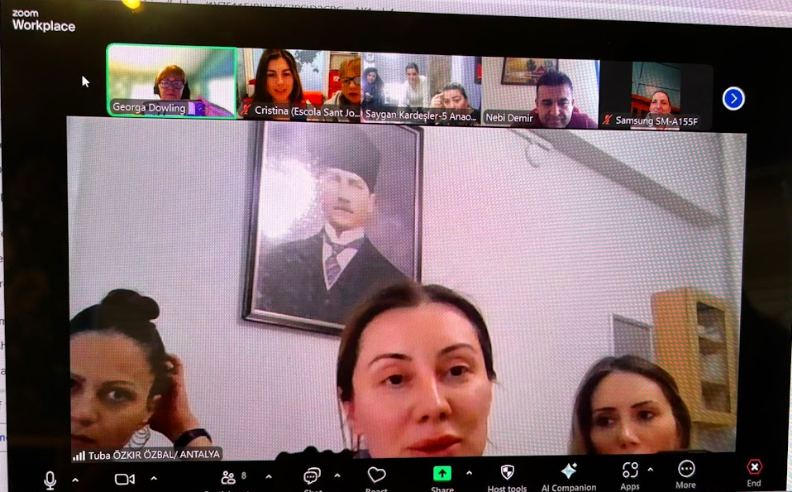 zoom
Workplace
Georga Dowling
Cristina (Escola Sant Jo...
Saygan Kardeşler-5 Anao...
Nebi Demir
Samsung SM-A155F
Tuba ÖZKIR ÖZBAL/ ANTALYA
8
React
Share
Host tools
AI Companion
Apps
More
End